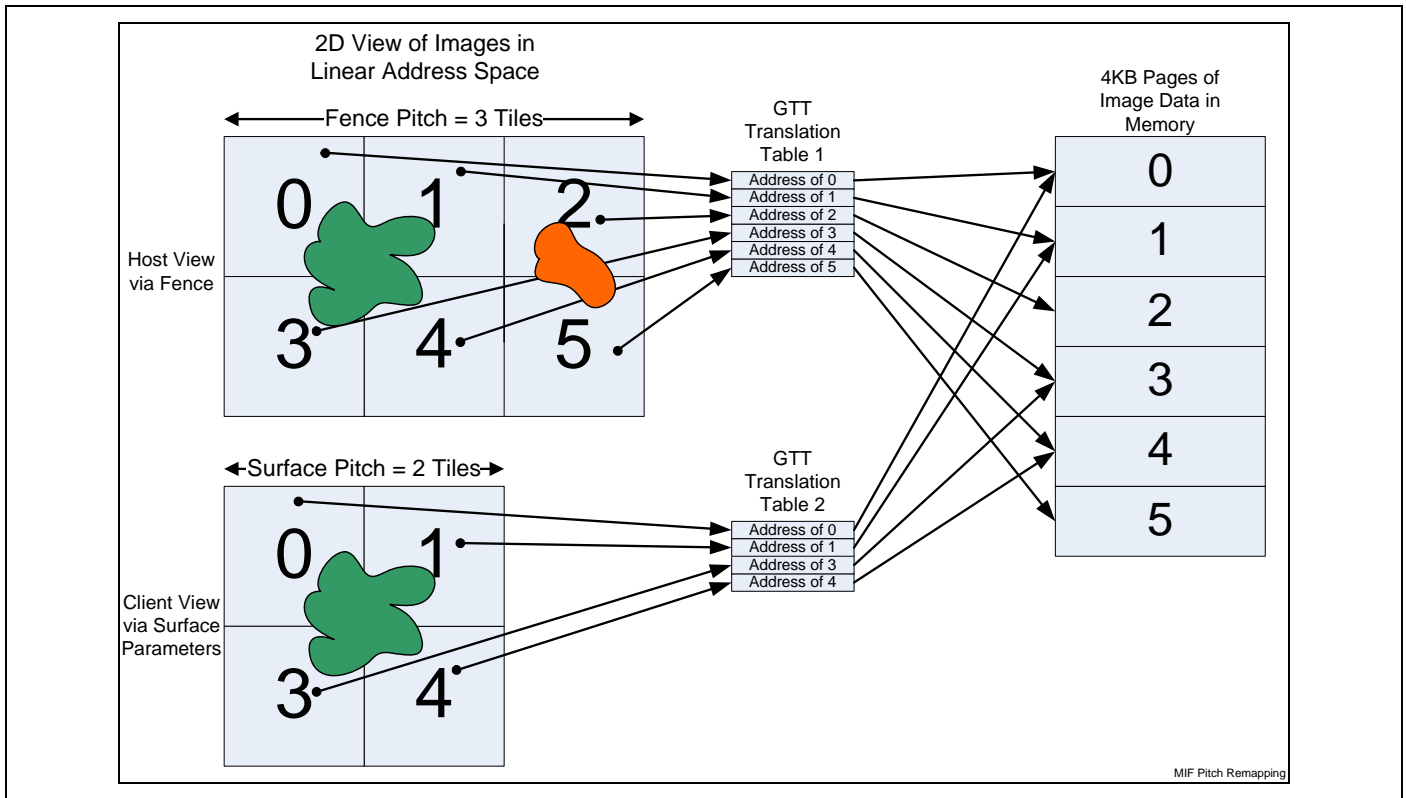 2D View of Images in
Linear Address Space
Fence Pitch = 3 Tiles
0
1
2
3
4
5
Host View
via Fence
GTT
Translation
Table 1
Address of 0
Address of 1
Address of 2
Address of 3
Address of 4
Address of 5
4KB Pages of
Image Data in
Memory
0
1
2
3
4
5
Surface Pitch = 2 Tiles
0
1
3
4
Client View
via Surface
Parameters
GTT
Translation
Table 2
Address of 0
Address of 1
Address of 3
Address of 4
MIF Pitch Remapping